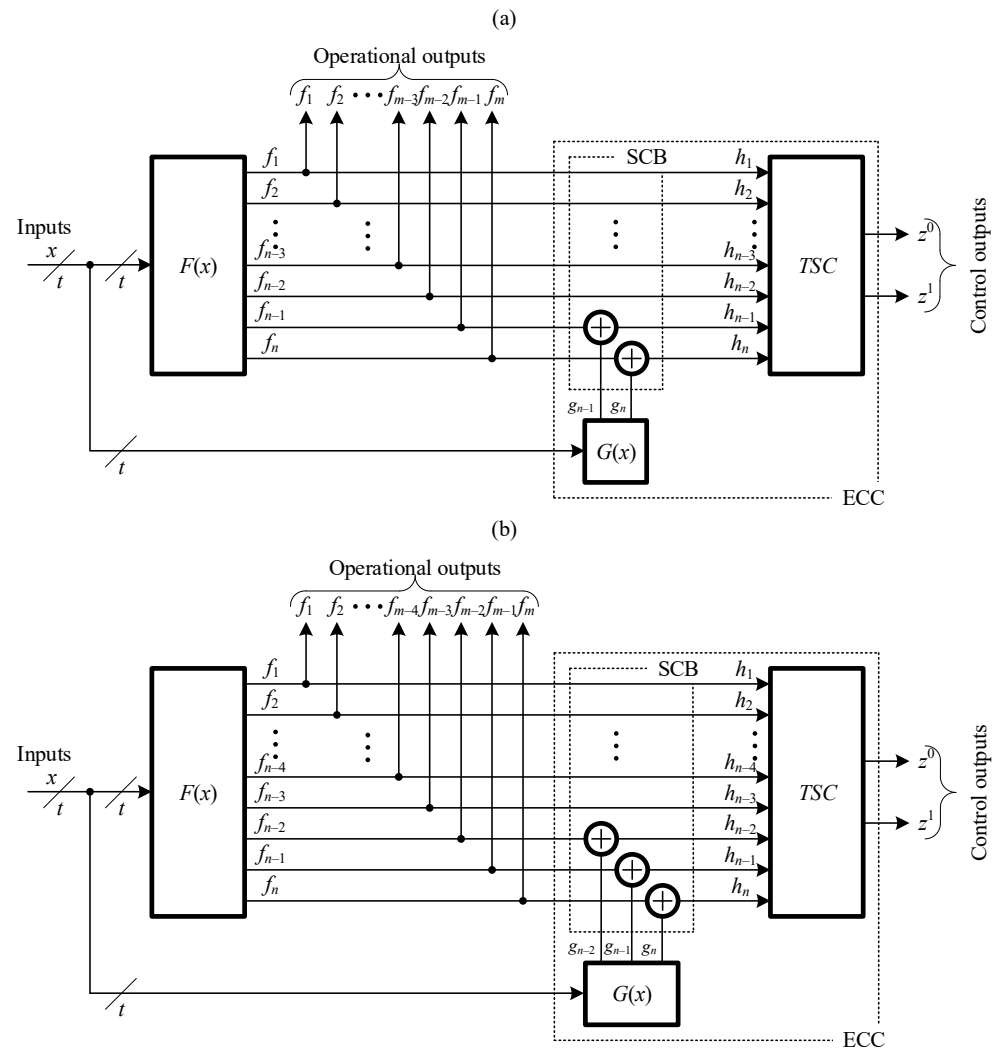 (a)
Operational outputs
f1 f2 ••• fm–3 fm–2 fm–1 fm
SCB
f1 h1
f2 h2
Inputs
x
t t
F(x)
fn–3 hn–3
fn–2 hn–2
fn–1 hn–1
fn hn
TSC
z0
z1
Control outputs
gn–1 gn
G(x)
t
ECC
(b)
Operational outputs
f1 f2 ••• fm–4 fm–3 fm–2 fm–1 fm
SCB
f1 h1
f2 h2
Inputs
x
t t
F(x)
fn–4 hn–4
fn–3 hn–3
fn–2 hn–2
fn–1 hn–1
fn hn
TSC
z0
z1
Control outputs
gn–2 gn–1 gn
G(x)
t
ECC